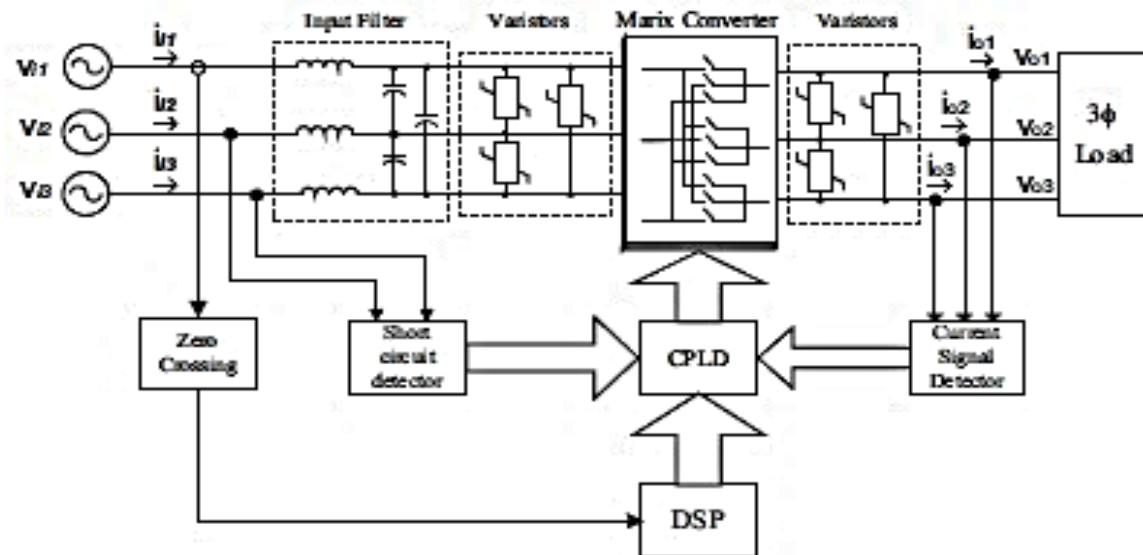 Input Filter
Varistors
Marix Converter
Varistors
ii1
Vi1
ii2
Vi2
ii3
Vi3
io1
Vo1
io2
Vo2
io3
Vo3
3ϕ
Load
Zero
Crossing
Short
circuit
detector
CPLD
Current
Signal
Detector
DSP